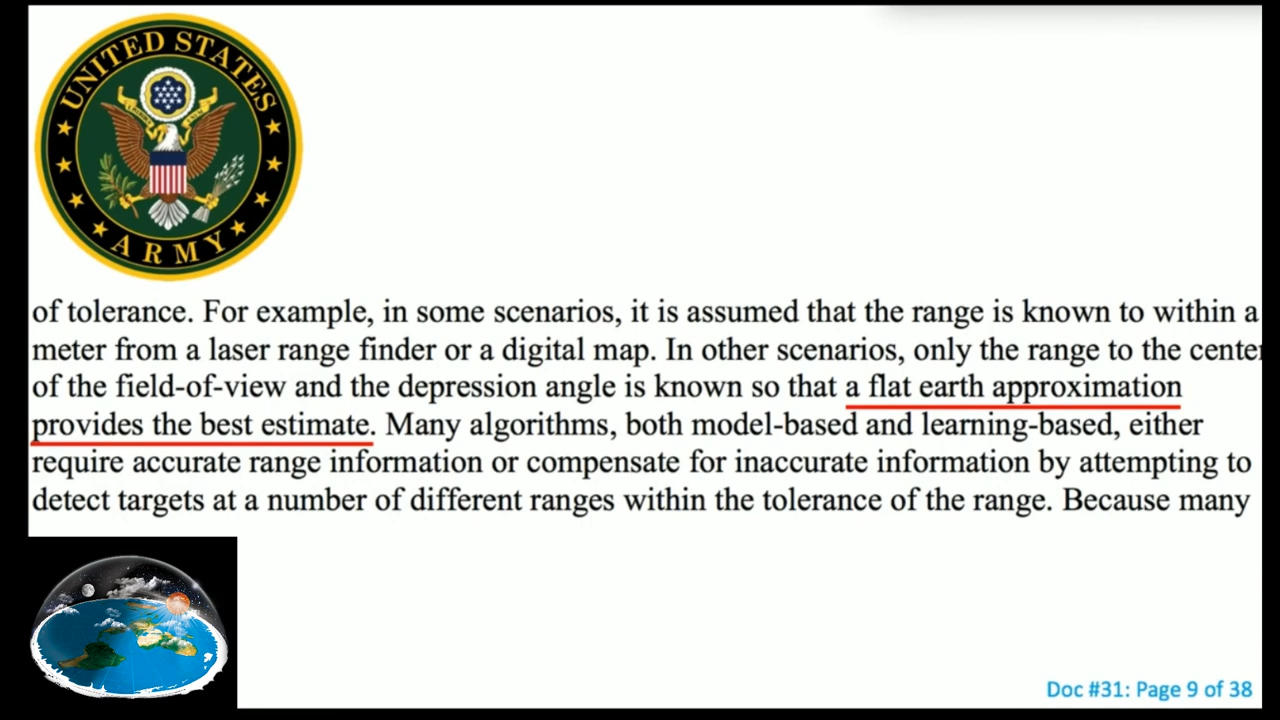 UNITED STATES
ARMY
of tolerance. For example, in some scenarios, it is assumed that the range is known to within a
meter from a laser range finder or a digital map. In other scenarios, only the range to the center
of the field-of-view and the depression angle is known so that a flat earth approximation
provides the best estimate. Many algorithms, both model-based and learning-based, either
require accurate range information or compensate for inaccurate information by attempting to
detect targets at a number of different ranges within the tolerance of the range. Because many
Doc #31: Page 9 of 38